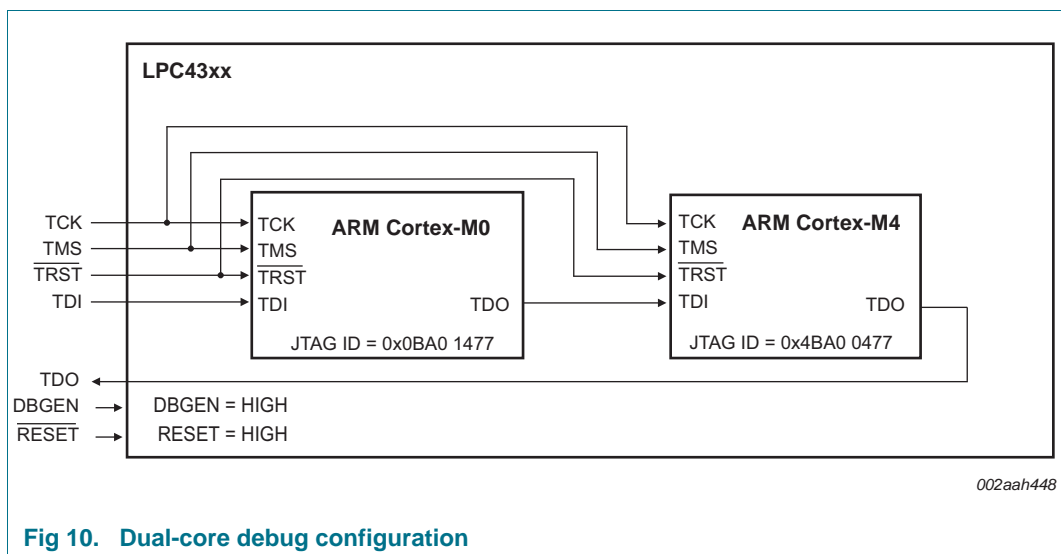 LPC43xx
TCK
TMS
TRST
TDI
TDO
DBGEN
RESET
TCK
TMS
TRST
TDI
ARM Cortex-M0
TDO
JTAG ID = 0x0BA0 1477
TCK
TMS
TRST
TDI
ARM Cortex-M4
TDO
JTAG ID = 0x4BA0 0477
DBGEN = HIGH
RESET = HIGH
002aah448
Fig 10. Dual-core debug configuration